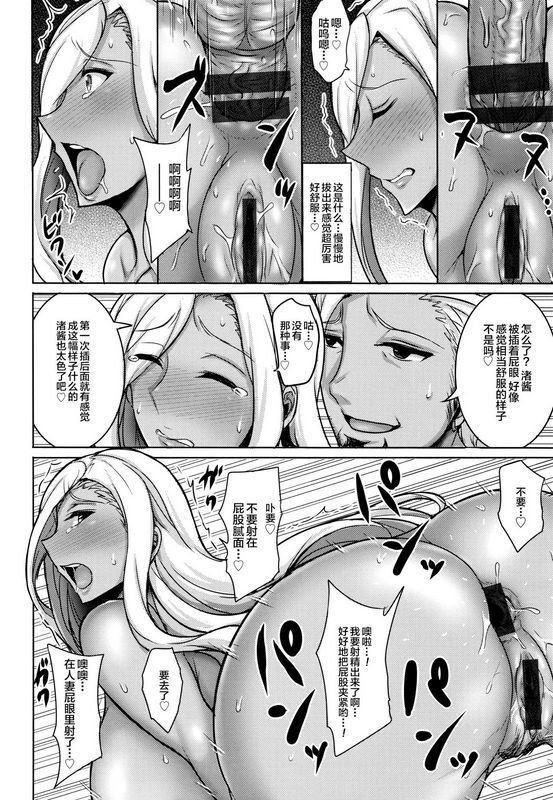 嗯…♡
咕呜嗯…♡
这是什么…慢慢地
拔出来感觉超厉害
好舒服…♡
啊啊啊啊
…♡
怎么了?渚酱
被插着屁眼 好像
感觉相当舒服的样子
不是吗♡
咕…♡
没有
那种事…♡
第一次插后面就有感觉
成这幅样子什么的
渚酱也太色了吧♡
不要…♡
卟要
不要射在
屁股腻面…♡
噢啦…!
我要射精出来了啊…
好好地把屁股夹紧哟…!
要去了♡
噢噢…
在人妻屁眼里射了…♡